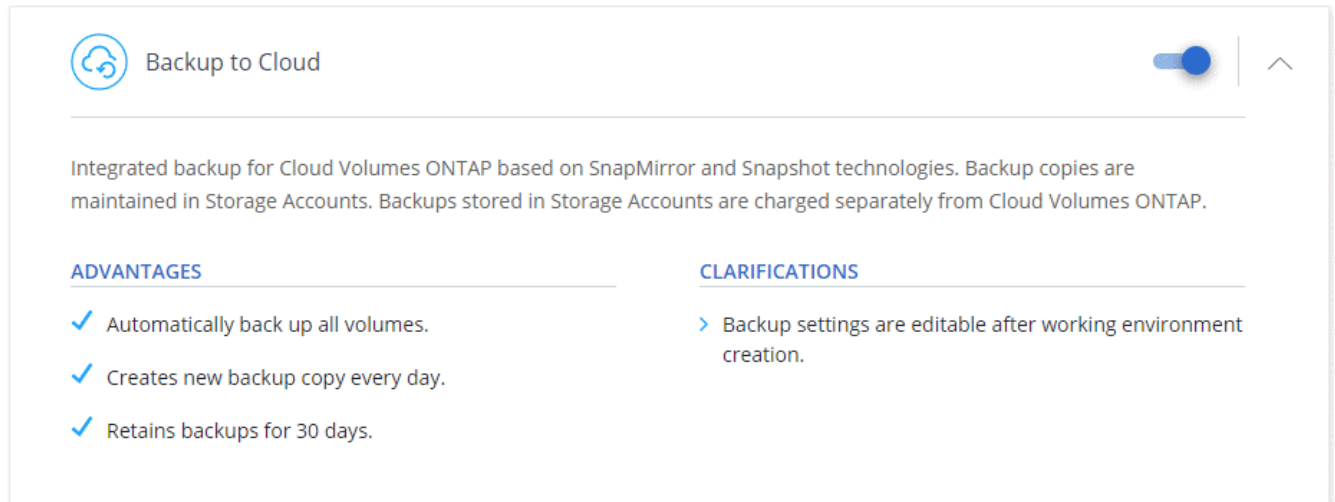 Backup to Cloud
Integrated backup for Cloud Volumes ONTAP based on SnapMirror and Snapshot technologies. Backup copies are
maintained in Storage Accounts. Backups stored in Storage Accounts are charged separately from Cloud Volumes ONTAP.
ADVANTAGES
Automatically back up all volumes.
Creates new backup copy every day.
Retains backups for 30 days.
CLARIFICATIONS
Backup settings are editable after working environment
creation.